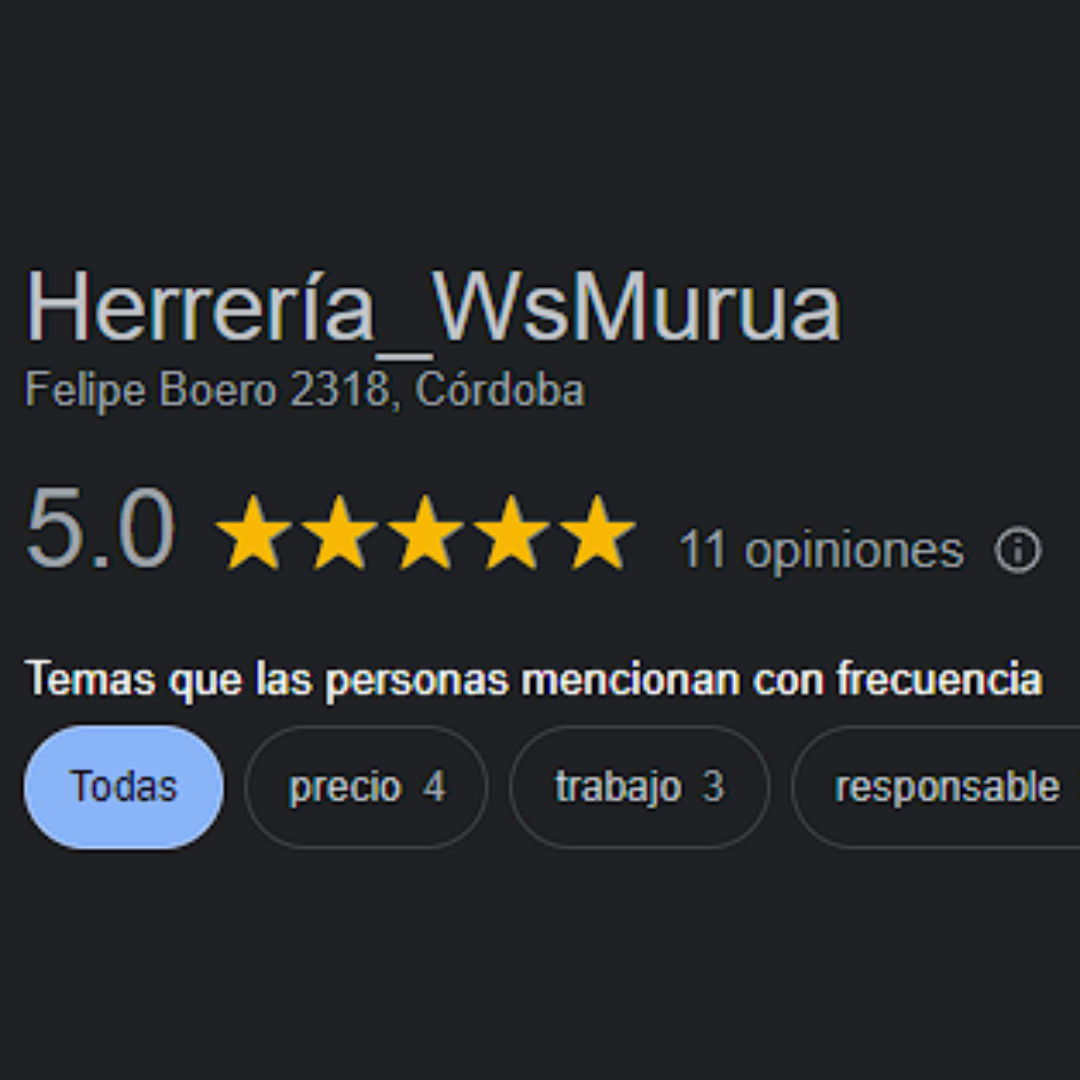 Herrería_WsMurua
Felipe Boero 2318, Córdoba
5.0 11 opiniones
Temas que las personas mencionan con frecuencia
Todas precio 4 trabajo 3 responsable